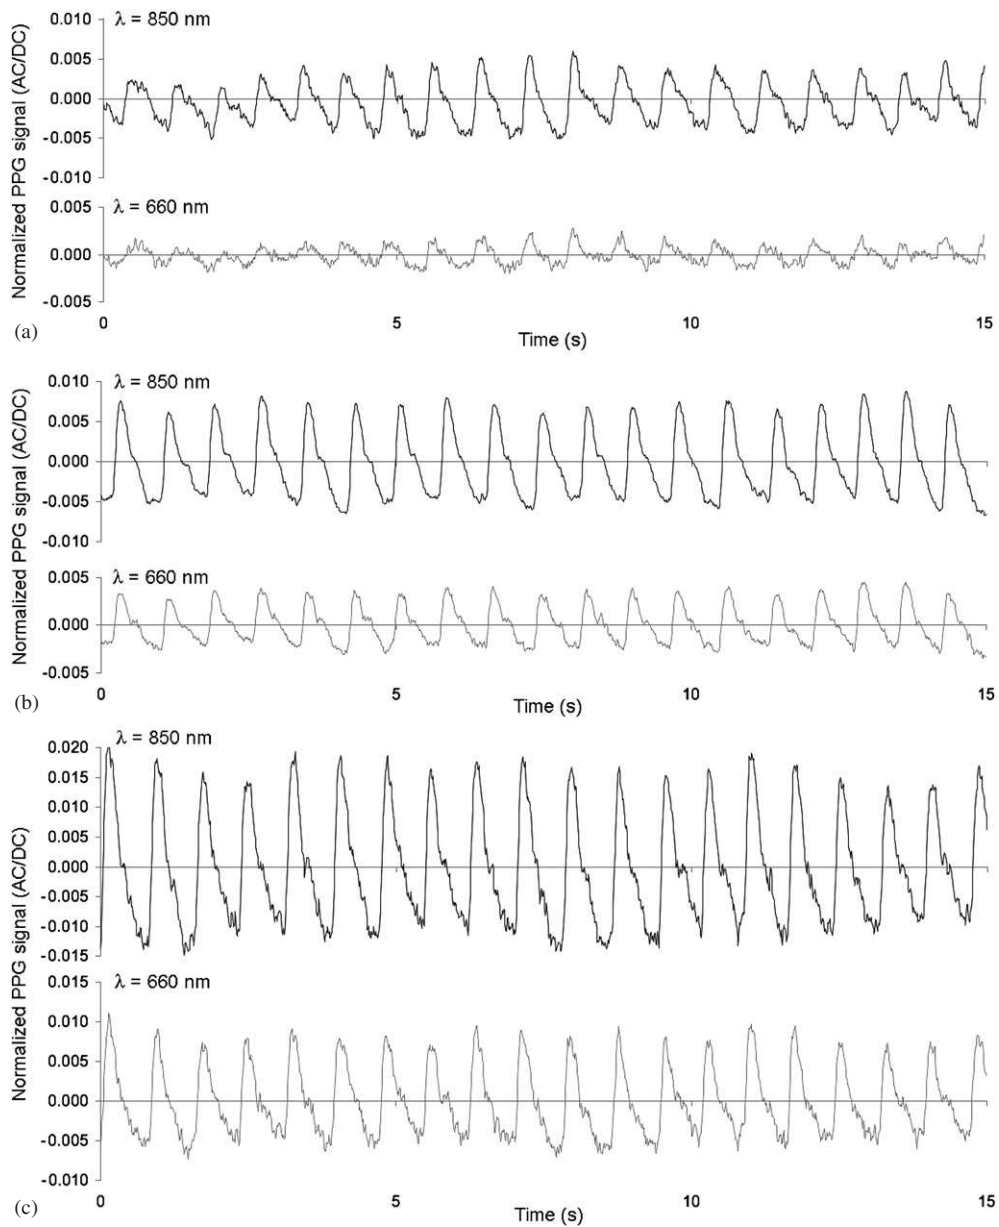 λ = 850 nm
Normalized PPG signal (AC/DC)
0.010
0.005
0.000
-0.005
-0.010
λ = 660 nm
0.005
0.000
-0.005
0 5 10 15
Time (s)
(a)
λ = 850 nm
Normalized PPG signal (AC/DC)
0.010
0.005
0.000
-0.005
-0.010
λ = 660 nm
0.005
0.000
-0.005
0 5 10 15
Time (s)
(b)
λ = 850 nm
Normalized PPG signal (AC/DC)
0.020
0.015
0.010
0.005
0.000
-0.005
-0.010
-0.015
λ = 660 nm
0.015
0.010
0.005
0.000
-0.005
-0.010
0 5 10 15
Time (s)
(c)